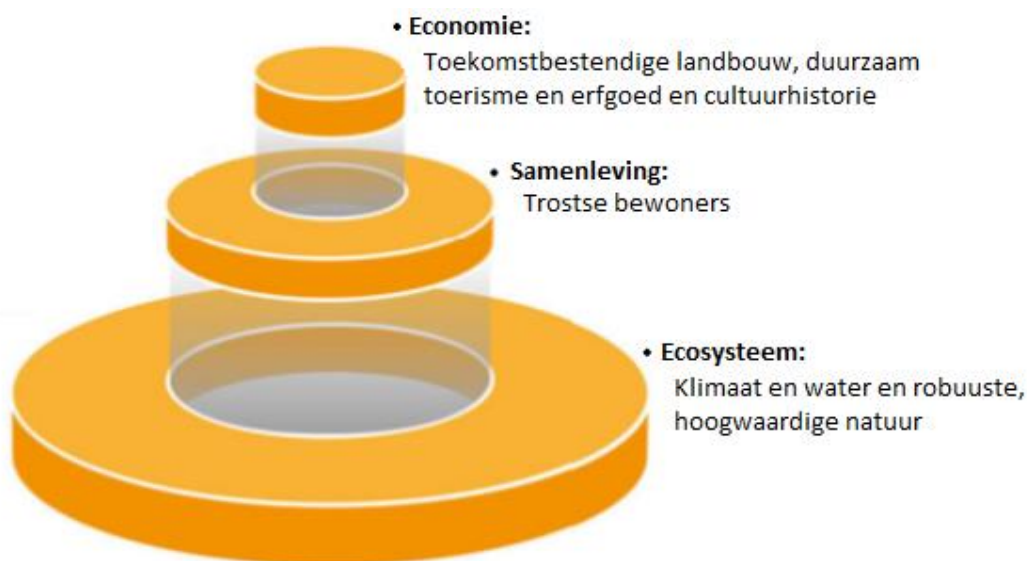 • Economie:
Toekomstbestendige landbouw, duurzaam
toerisme en erfgoed en cultuurhistorie
• Samenleving:
Trostse bewoners
• Ecosysteem:
Klimaat en water en robuuste,
hoogwaardige natuur